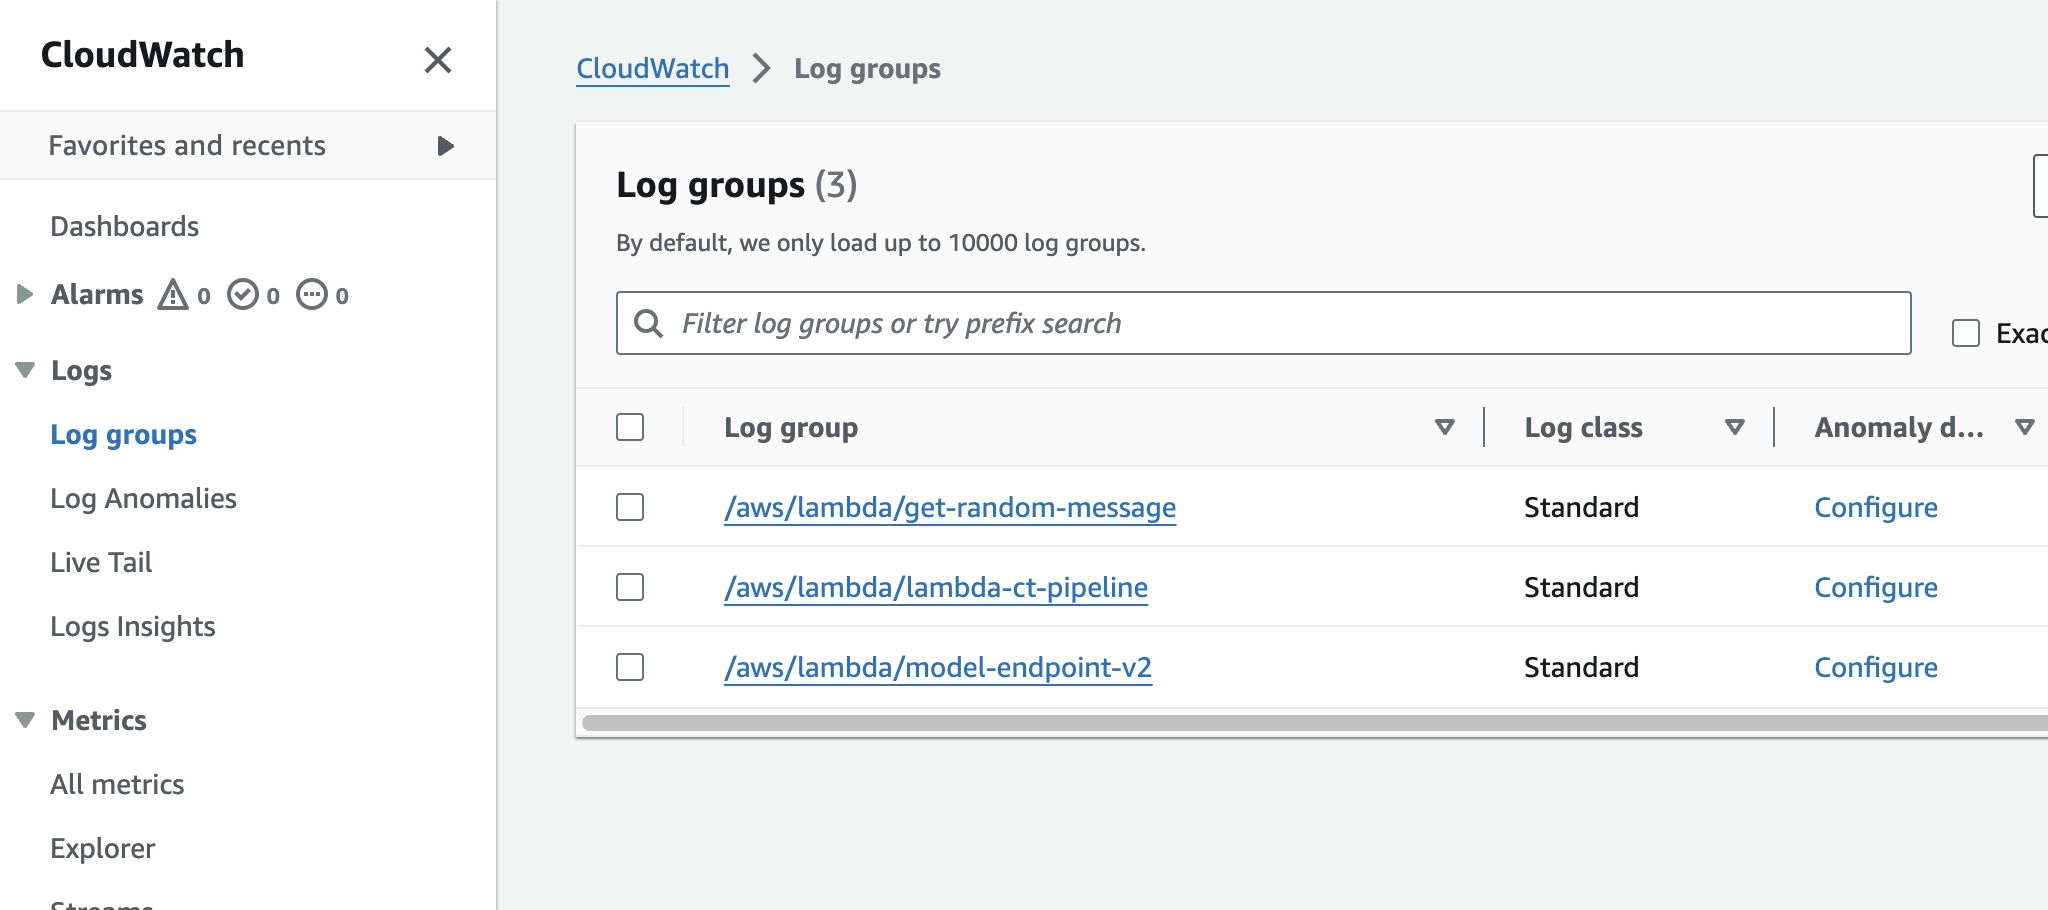 CloudWatch
Favorites and recents
Dashboards
Alarms 0 0 0
Logs
Log groups
Log Anomalies
Live Tail
Logs Insights
Metrics
All metrics
Explorer
CloudWatch > Log groups
Log groups (3)
By default, we only load up to 10000 log groups.
Filter log groups or try prefix search
Exac
Log group Log class Anomaly d...
/aws/lambda/get-random-message Standard Configure
/aws/lambda/lambda-ct-pipeline Standard Configure
/aws/lambda/model-endpoint-v2 Standard Configure